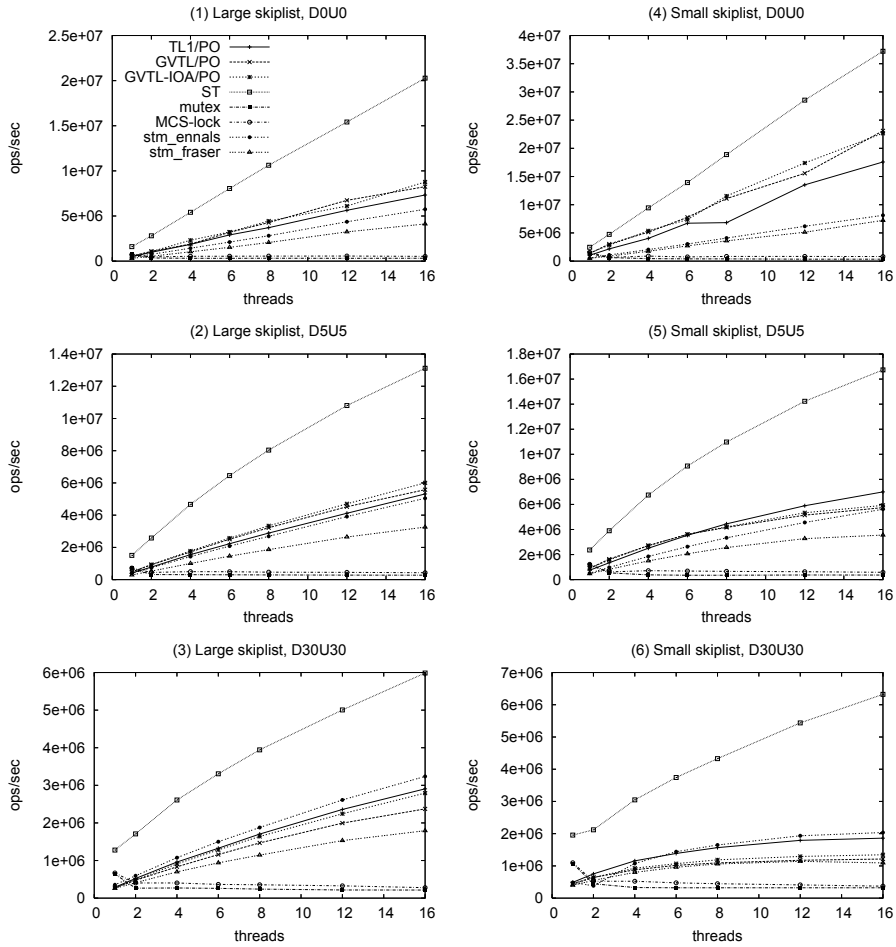 (1) Large skiplist, D0U0
2.5e+07
2e+07
1.5e+07
1e+07
5e+06
0
ops/sec
TL1/PO
GVTL/PO
GVTL-IOA/PO
ST
mutex
MCS-lock
stm_ennals
stm_fraser
0 2 4 6 8 10 12 14 16
threads
(4) Small skiplist, D0U0
4e+07
3.5e+07
3e+07
2.5e+07
2e+07
1.5e+07
1e+07
5e+06
0
ops/sec
0 2 4 6 8 10 12 14 16
threads
(2) Large skiplist, D5U5
1.4e+07
1.2e+07
1e+07
8e+06
6e+06
4e+06
2e+06
0
ops/sec
0 2 4 6 8 10 12 14 16
threads
(5) Small skiplist, D5U5
1.8e+07
1.6e+07
1.4e+07
1.2e+07
1e+07
8e+06
6e+06
4e+06
2e+06
0
ops/sec
0 2 4 6 8 10 12 14 16
threads
(3) Large skiplist, D30U30
6e+06
5e+06
4e+06
3e+06
2e+06
1e+06
0
ops/sec
0 2 4 6 8 10 12 14 16
threads
(6) Small skiplist, D30U30
7e+06
6e+06
5e+06
4e+06
3e+06
2e+06
1e+06
0
ops/sec
0 2 4 6 8 10 12 14 16
threads